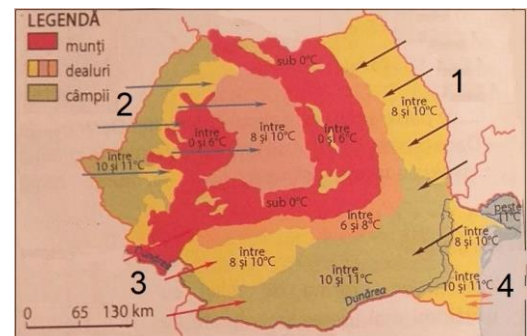 LEGENDĂ
munți
dealuri
câmpii
sub 0°C
1
între
8 și 10°C
2
între
0 și 6°C
între
8 și 10°C
între
0 și 6°C
între
10 și 11°C
sub 0°C
peste
11°C
între
6 și 8°C
între
8 și 10°C
3
Dunărea
între
8 și 10°C
între
10 și 11°C
între
10 și 11°C
4
Dunărea
0 65 130 km